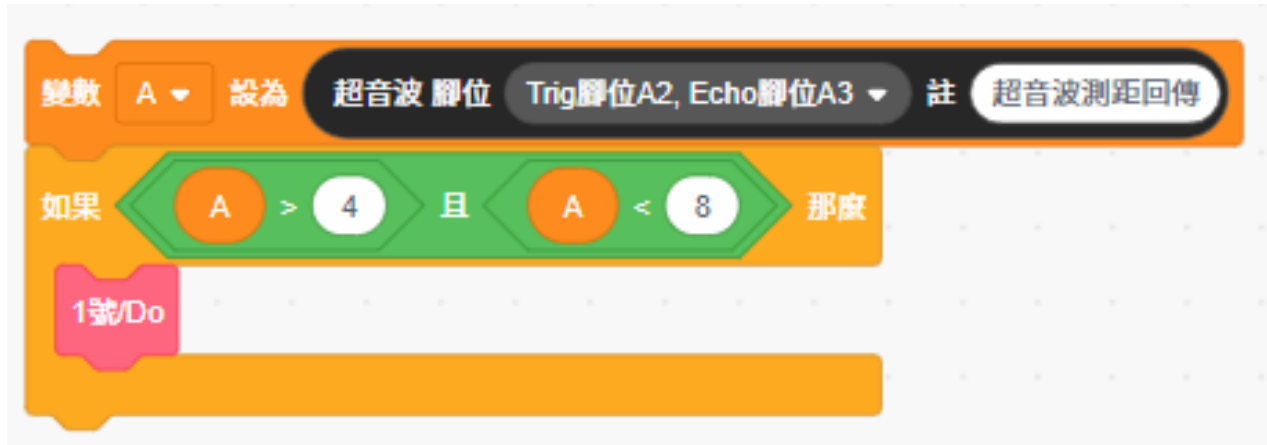 變數 A 設為 超音波 腳位 Trig腳位A2, Echo腳位A3 註 超音波測距回傳
如果 A > 4 且 A < 8 那麼
1號/Do